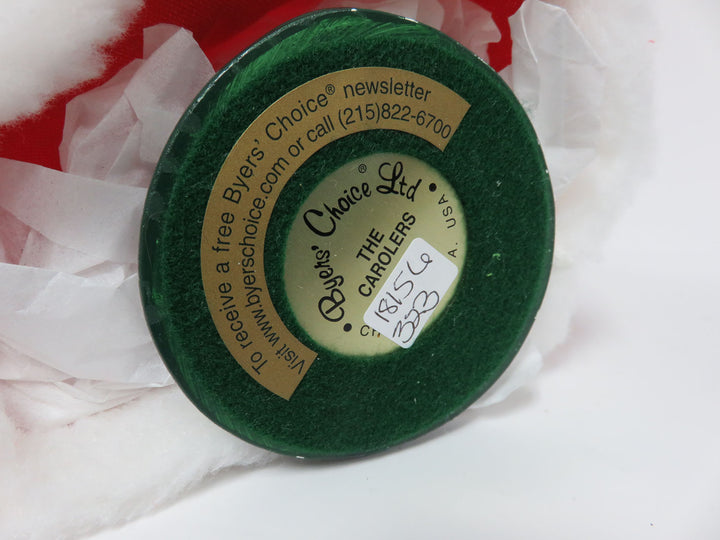 To receive a free Byers' Choice® newsletter
Visit www.byerschoice.com or call (215)822-6700
Byers' Choice® Ltd
THE
CAROLERS
A. USA
18156
323